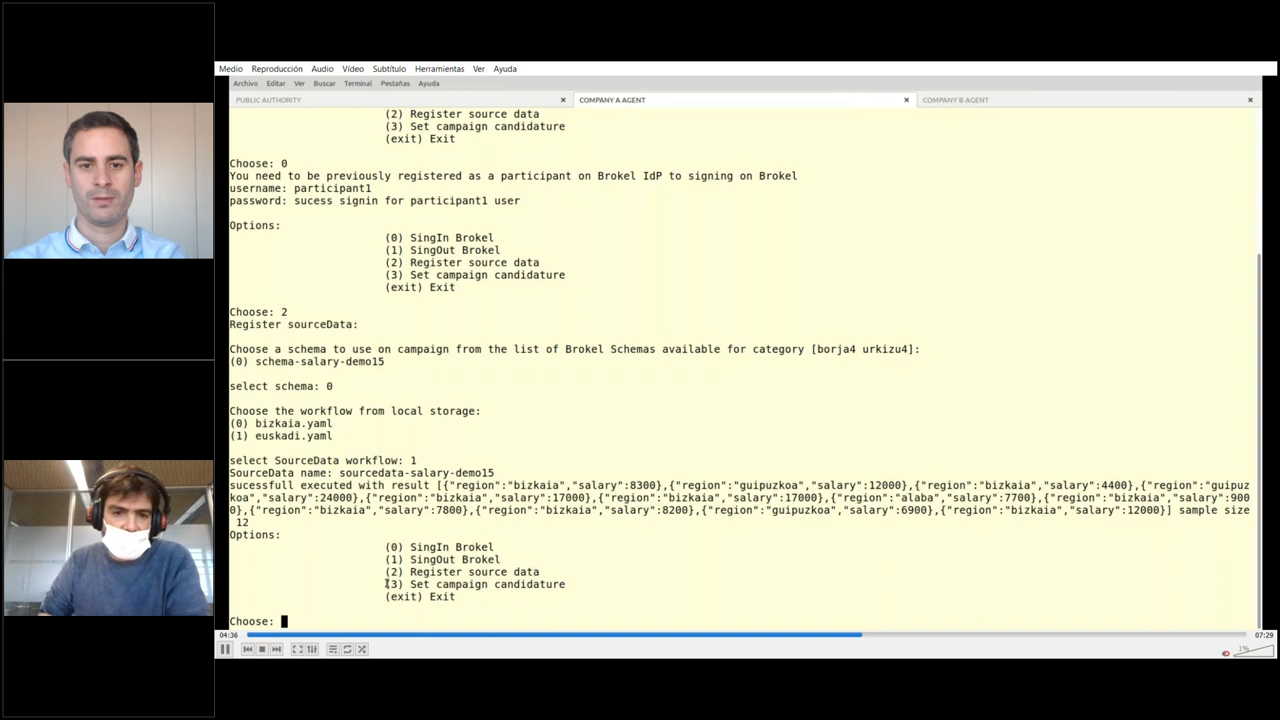 Medio Reproducción Audio Vídeo Subtítulo Herramientas Ver Ayuda
Archivo Editar Ver Buscar Terminal Pestañas Ayuda
PUBLIC AUTHORITY COMPANY A AGENT COMPANY B AGENT
(2) Register source data
(3) Set campaign candidature
(exit) Exit
Choose: 0
You need to be previously registered as a participant on Brokel IdP to signing on Brokel
username: participant1
password: sucess signin for participant1 user
Options:
(0) SingIn Brokel
(1) SingOut Brokel
(2) Register source data
(3) Set campaign candidature
(exit) Exit
Choose: 2
Register sourceData:
Choose a schema to use on campaign from the list of Brokel Schemas available for category [borja4 urkizu4]:
(0) schema-salary-demo15
select schema: 0
Choose the workflow from local storage:
(0) bizkaia.yaml
(1) euskadi.yaml
select SourceData workflow: 1
SourceData name: sourcedata-salary-demo15
sucessfull executed with result [{"region":"bizkaia","salary":8300},{"region":"guipuzkoa","salary":12000},{"region":"bizkaia","salary":4400},{"region":"guipuz
koa","salary":24000},{"region":"bizkaia","salary":17000},{"region":"bizkaia","salary":17000},{"region":"alaba","salary":7700},{"region":"bizkaia","salary":900
0},{"region":"bizkaia","salary":7800},{"region":"bizkaia","salary":8200},{"region":"guipuzkoa","salary":6900},{"region":"bizkaia","salary":12000}] sample size
12
Options:
(0) SingIn Brokel
(1) SingOut Brokel
(2) Register source data
(3) Set campaign candidature
(exit) Exit
Choose:
04:36 07:29
1%